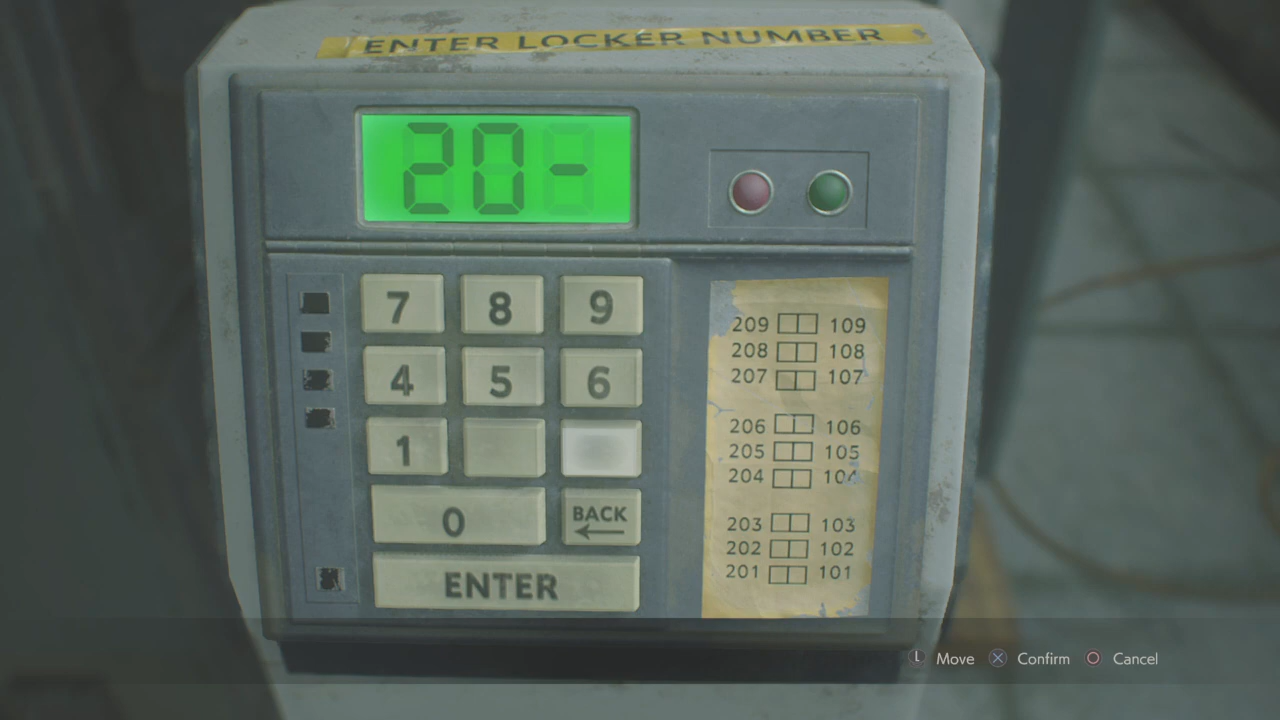 ENTER LOCKER NUMBER
20-
7 8 9
4 5 6
1
0 BACK
ENTER
209 109
208 108
207 107
206 106
205 105
204 104
203 103
202 102
201 101
L Move Confirm Cancel